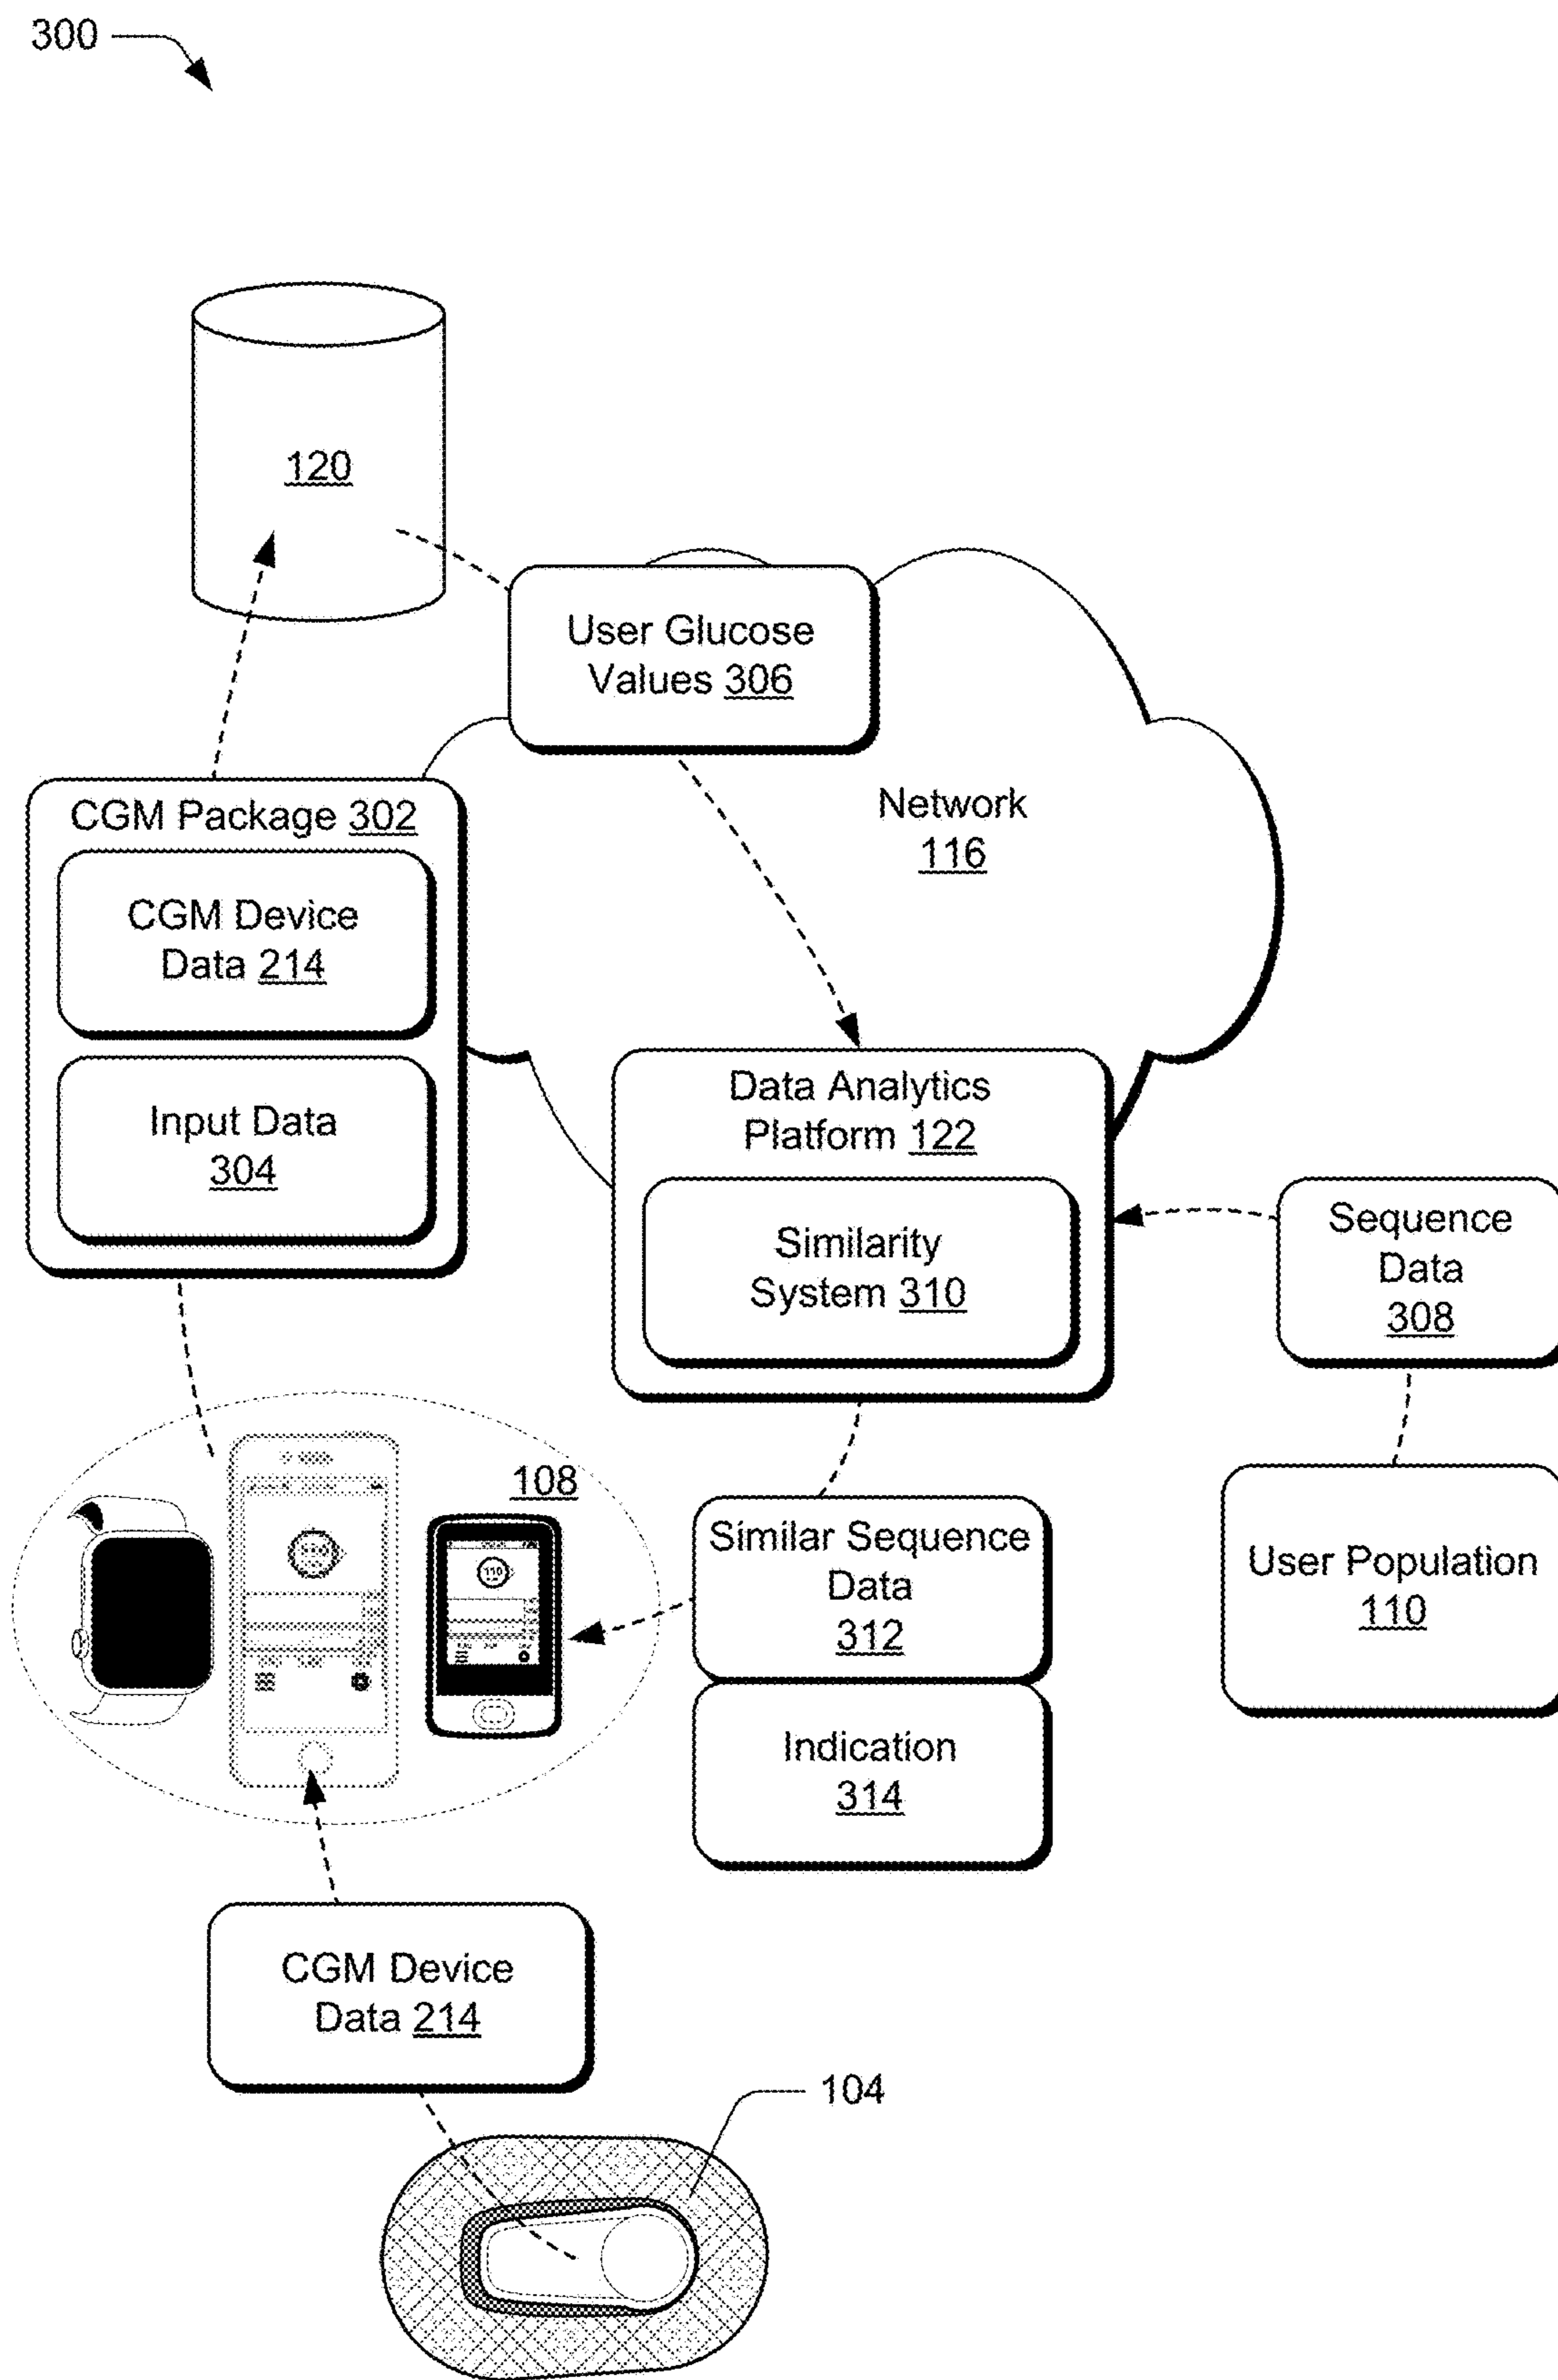 300
120
User Glucose
Values 306
Network
116
CGM Package 302
CGM Device
Data 214
Input Data
304
Data Analytics
Platform 122
Similarity
System 310
Sequence
Data
308
108
110
Similar Sequence
Data
312
User Population
110
Indication
314
CGM Device
Data 214
104